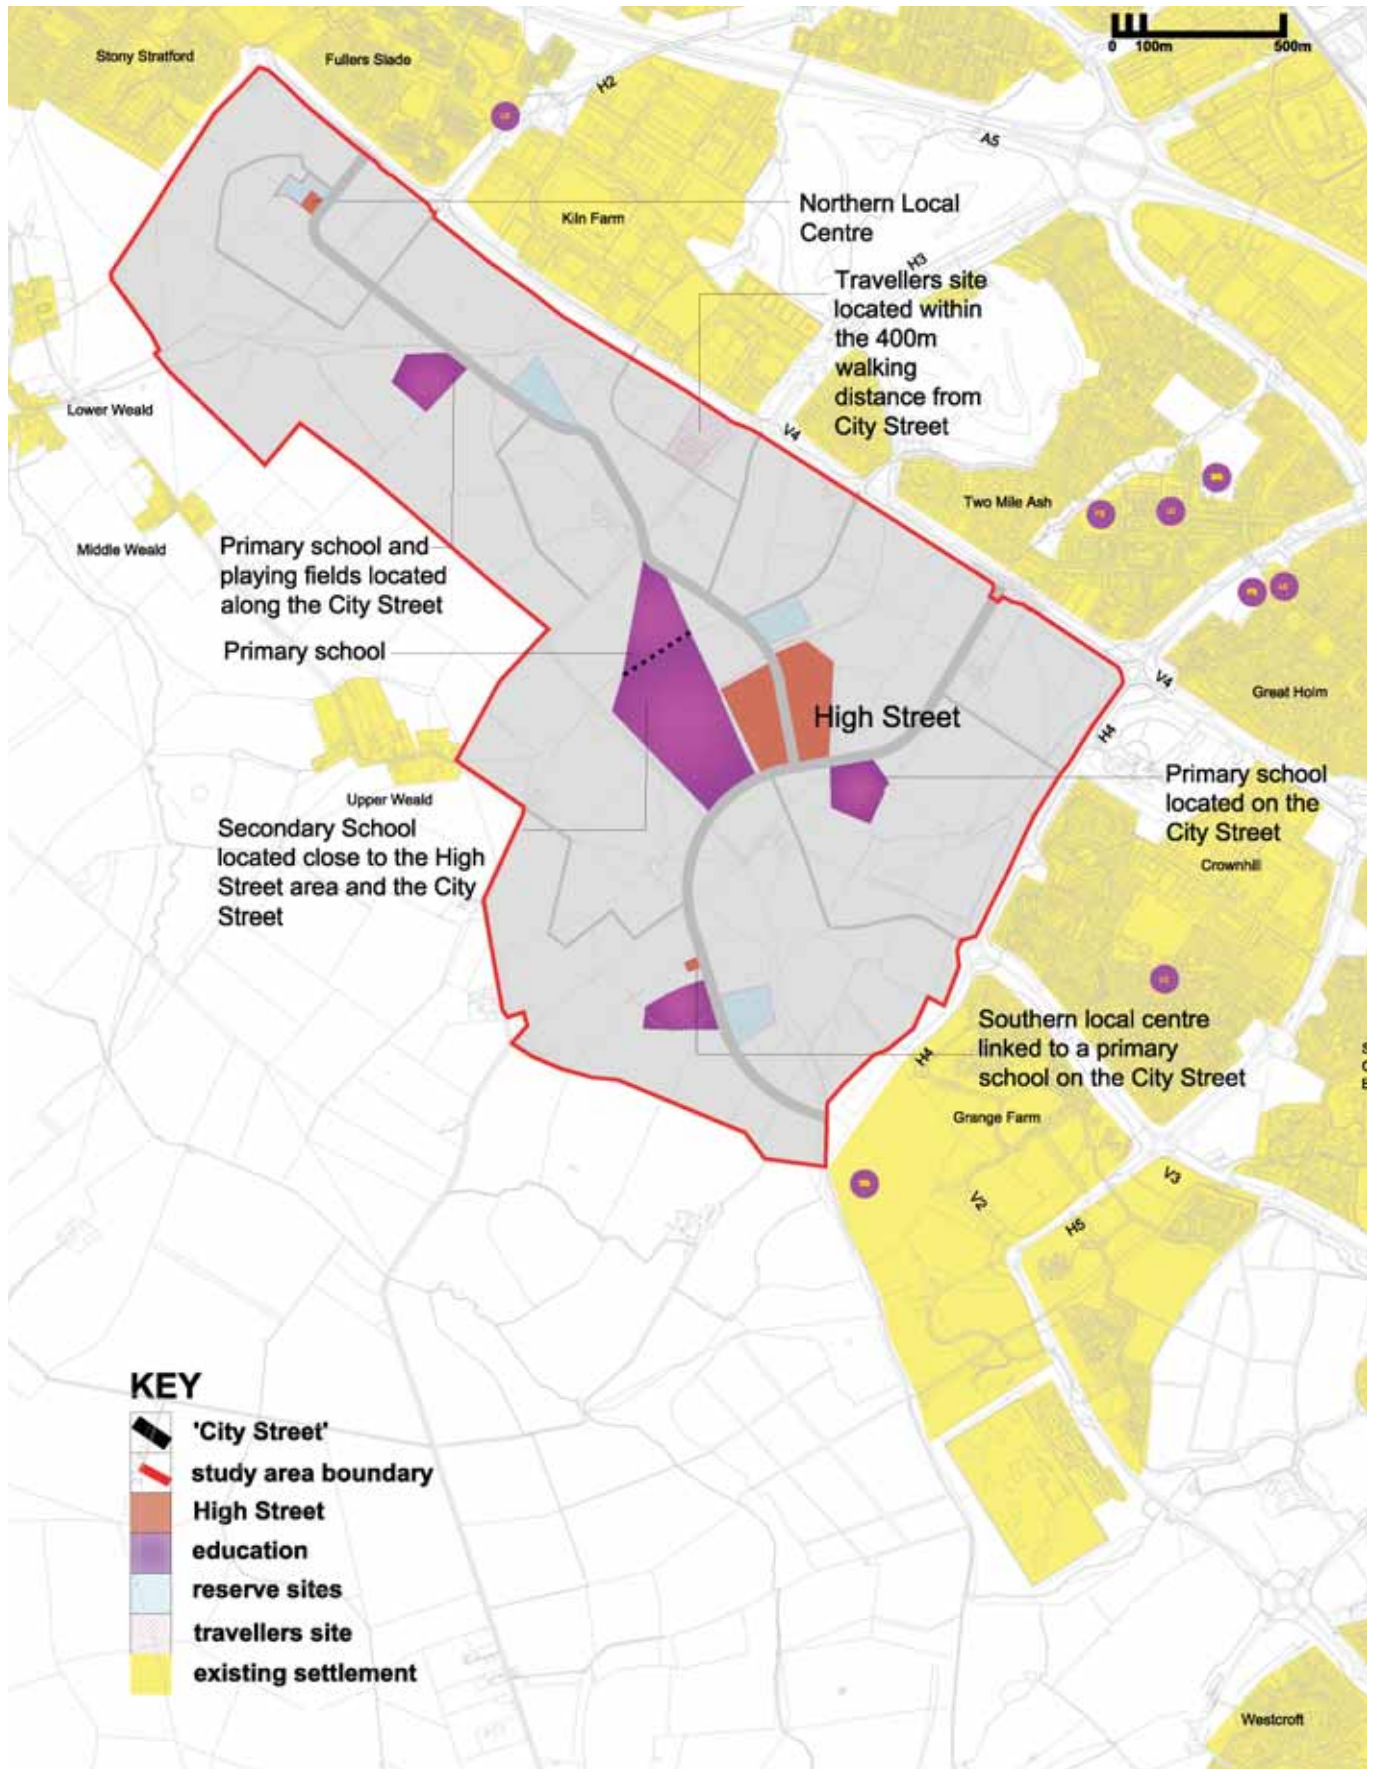 Stony Stratford
Fullers Slade
H2
0 100m 500m
A5
Kiln Farm
Northern Local
Centre
H3
Travellers site
located within
the 400m
walking
distance from
City Street
V4
Lower Weald
Two Mile Ash
Middle Weald
Primary school and
playing fields located
along the City Street
Primary school
V4
Great Holm
High Street
H4
Primary school
located on the
City Street
Upper Weald
Crownhill
Secondary School
located close to the High
Street area and the City
Street
Southern local centre
linked to a primary
school on the City Street
H4
Grange Farm
V3
V2
H5
KEY
'City Street'
study area boundary
High Street
education
reserve sites
travellers site
existing settlement
Westcroft